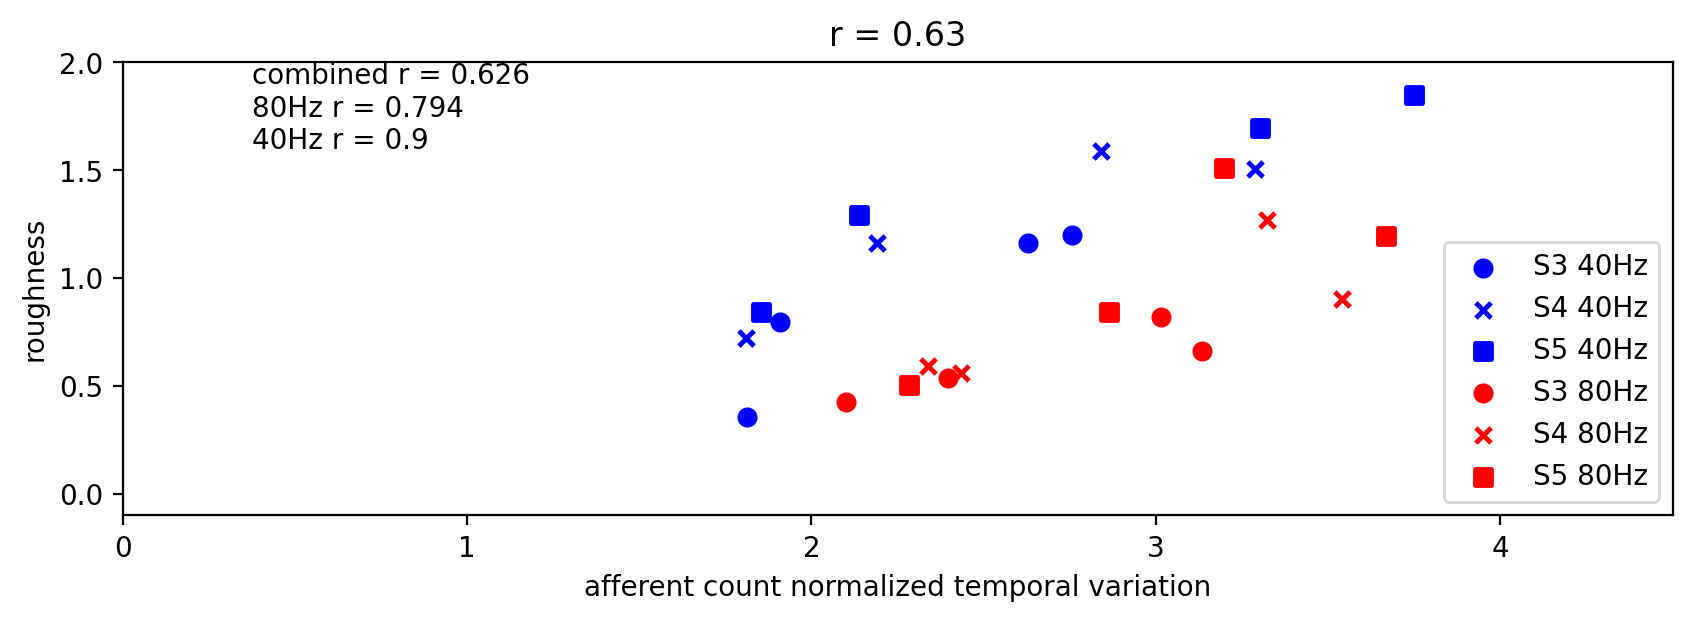 r = 0.63
combined r = 0.626
80Hz r = 0.794
40Hz r = 0.9
2.0
1.5
1.0
0.5
0.0
roughness
0 1 2 3 4
afferent count normalized temporal variation
S3 40Hz
S4 40Hz
S5 40Hz
S3 80Hz
S4 80Hz
S5 80Hz